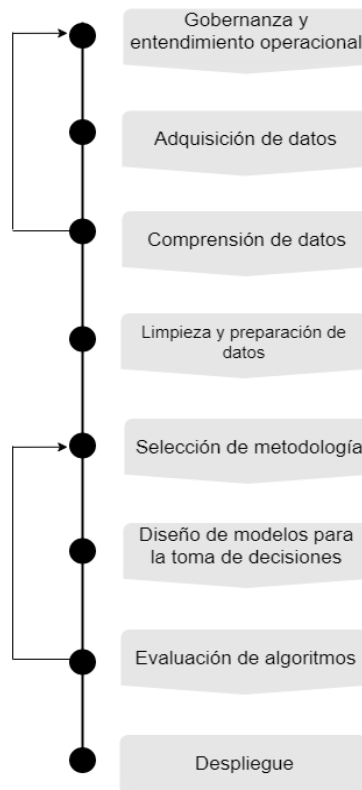 Gobernanza y
entendimiento operacional
Adquisición de datos
Comprensión de datos
Limpieza y preparación de
datos
Selección de metodología
Diseño de modelos para
la toma de decisiones
Evaluación de algoritmos
Despliegue